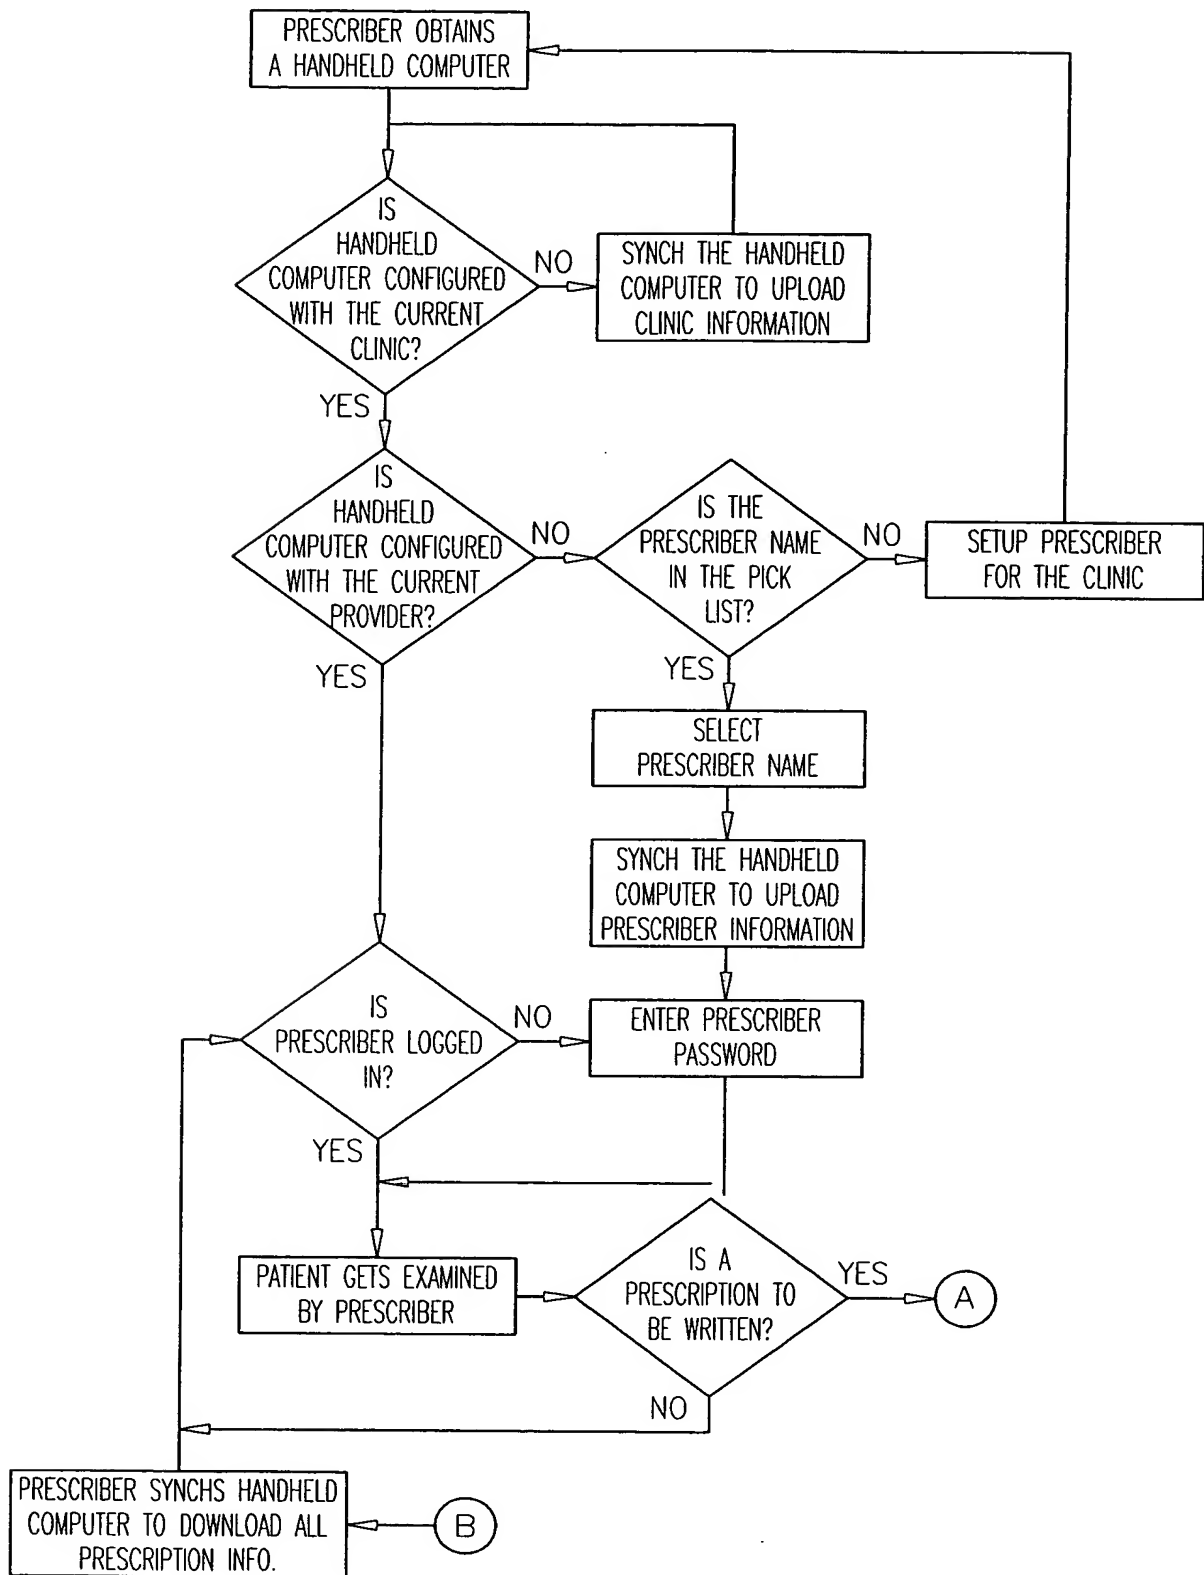 PRESCRIBER OBTAINS
A HANDHELD COMPUTER
IS
HANDHELD
COMPUTER CONFIGURED
WITH THE CURRENT
CLINIC?
NO
SYNCH THE HANDHELD
COMPUTER TO UPLOAD
CLINIC INFORMATION
YES
IS
HANDHELD
COMPUTER CONFIGURED
WITH THE CURRENT
PROVIDER?
NO
IS THE
PRESCRIBER NAME
IN THE PICK
LIST?
NO
SETUP PRESCRIBER
FOR THE CLINIC
YES
YES
SELECT
PRESCRIBER NAME
SYNCH THE HANDHELD
COMPUTER TO UPLOAD
PRESCRIBER INFORMATION
IS
PRESCRIBER LOGGED
IN?
NO
ENTER PRESCRIBER
PASSWORD
YES
PATIENT GETS EXAMINED
BY PRESCRIBER
IS A
PRESCRIPTION TO
BE WRITTEN?
YES
A
NO
PRESCRIBER SYNCHS HANDHELD
COMPUTER TO DOWNLOAD ALL
PRESCRIPTION INFO.
B